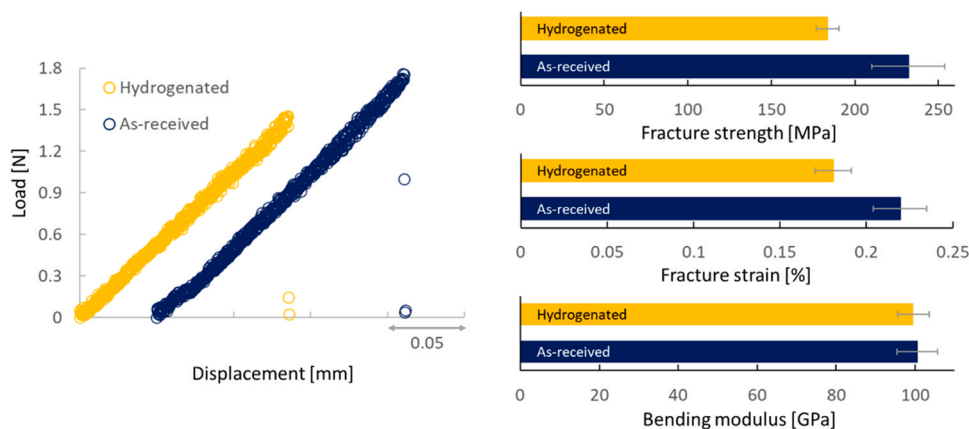 1.8
1.5
1.2
0.9
0.6
0.3
0
Load [N]
Hydrogenated
As-received
0.05
Displacement [mm]
Hydrogenated
As-received
0 50 100 150 200 250
Fracture strength [MPa]
Hydrogenated
As-received
0 0.05 0.1 0.15 0.2 0.25
Fracture strain [%]
Hydrogenated
As-received
0 20 40 60 80 100
Bending modulus [GPa]